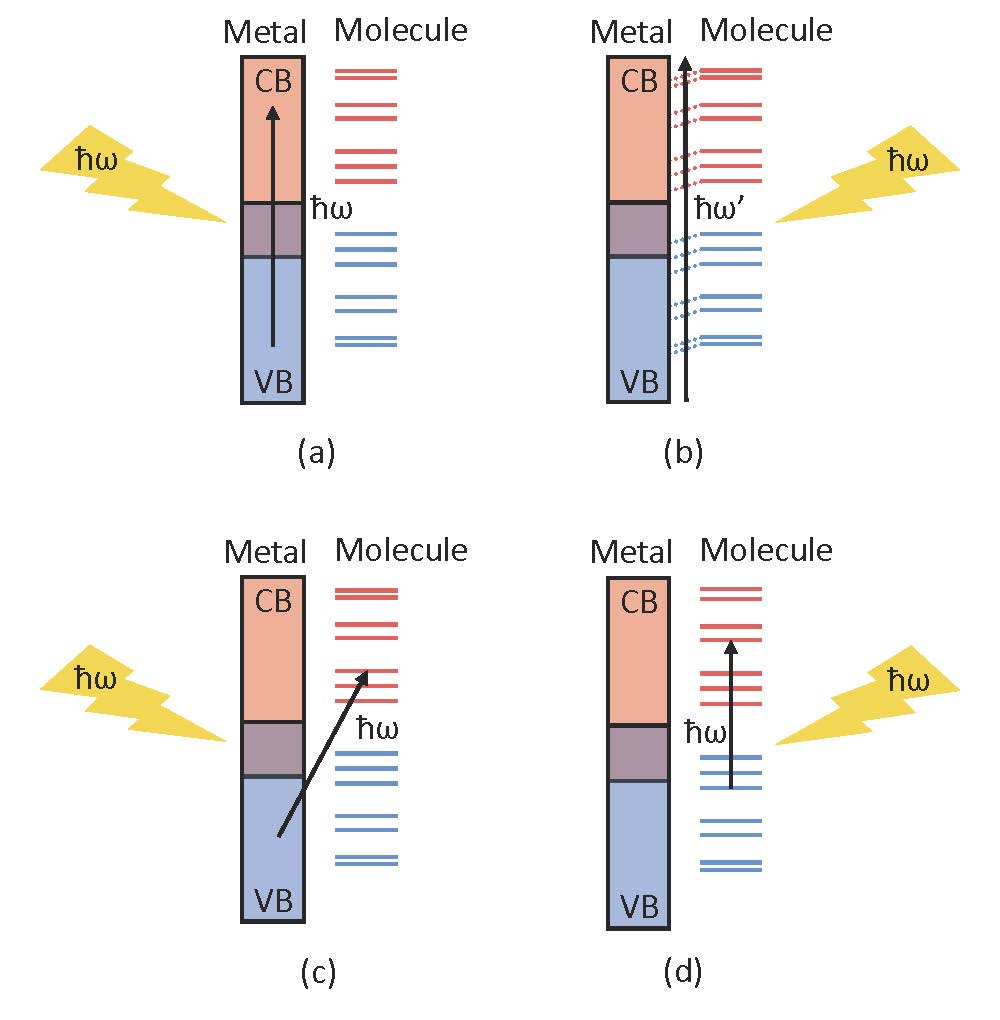 Metal Molecule
CB
ħω
ħω
VB
(a)
Metal Molecule
CB
ħω
ħω’
VB
(b)
Metal Molecule
CB
ħω
ħω
VB
(c)
Metal Molecule
CB
ħω
ħω
VB
(d)